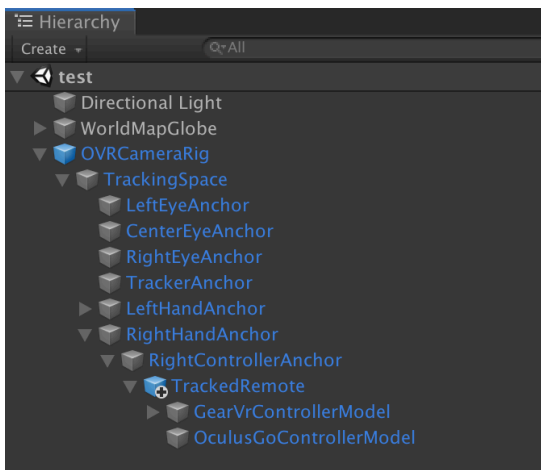 Hierarchy
Create All
test
Directional Light
WorldMapGlobe
OVRCameraRig
TrackingSpace
LeftEyeAnchor
CenterEyeAnchor
RightEyeAnchor
TrackerAnchor
LeftHandAnchor
RightHandAnchor
RightControllerAnchor
TrackedRemote
GearVrControllerModel
OculusGoControllerModel